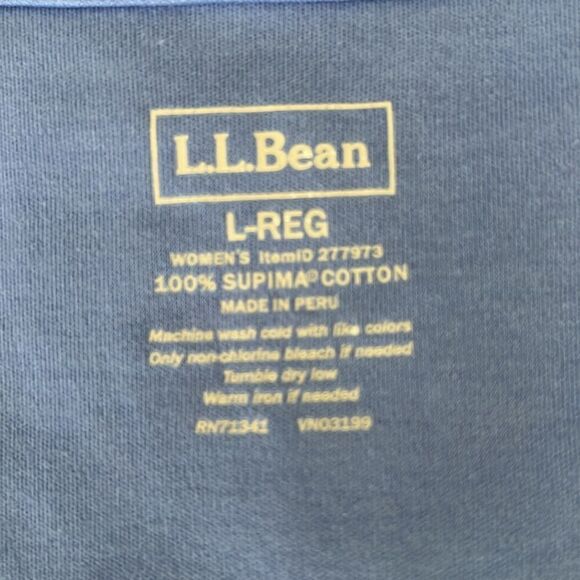 L.L.Bean
L-REG
WOMEN'S ItemID 277973
100% SUPIMA® COTTON
MADE IN PERU
Machine wash cold with like colors
Only non-chlorine bleach if needed
Tumble dry low
Warm iron if needed
RN71341 VN03199